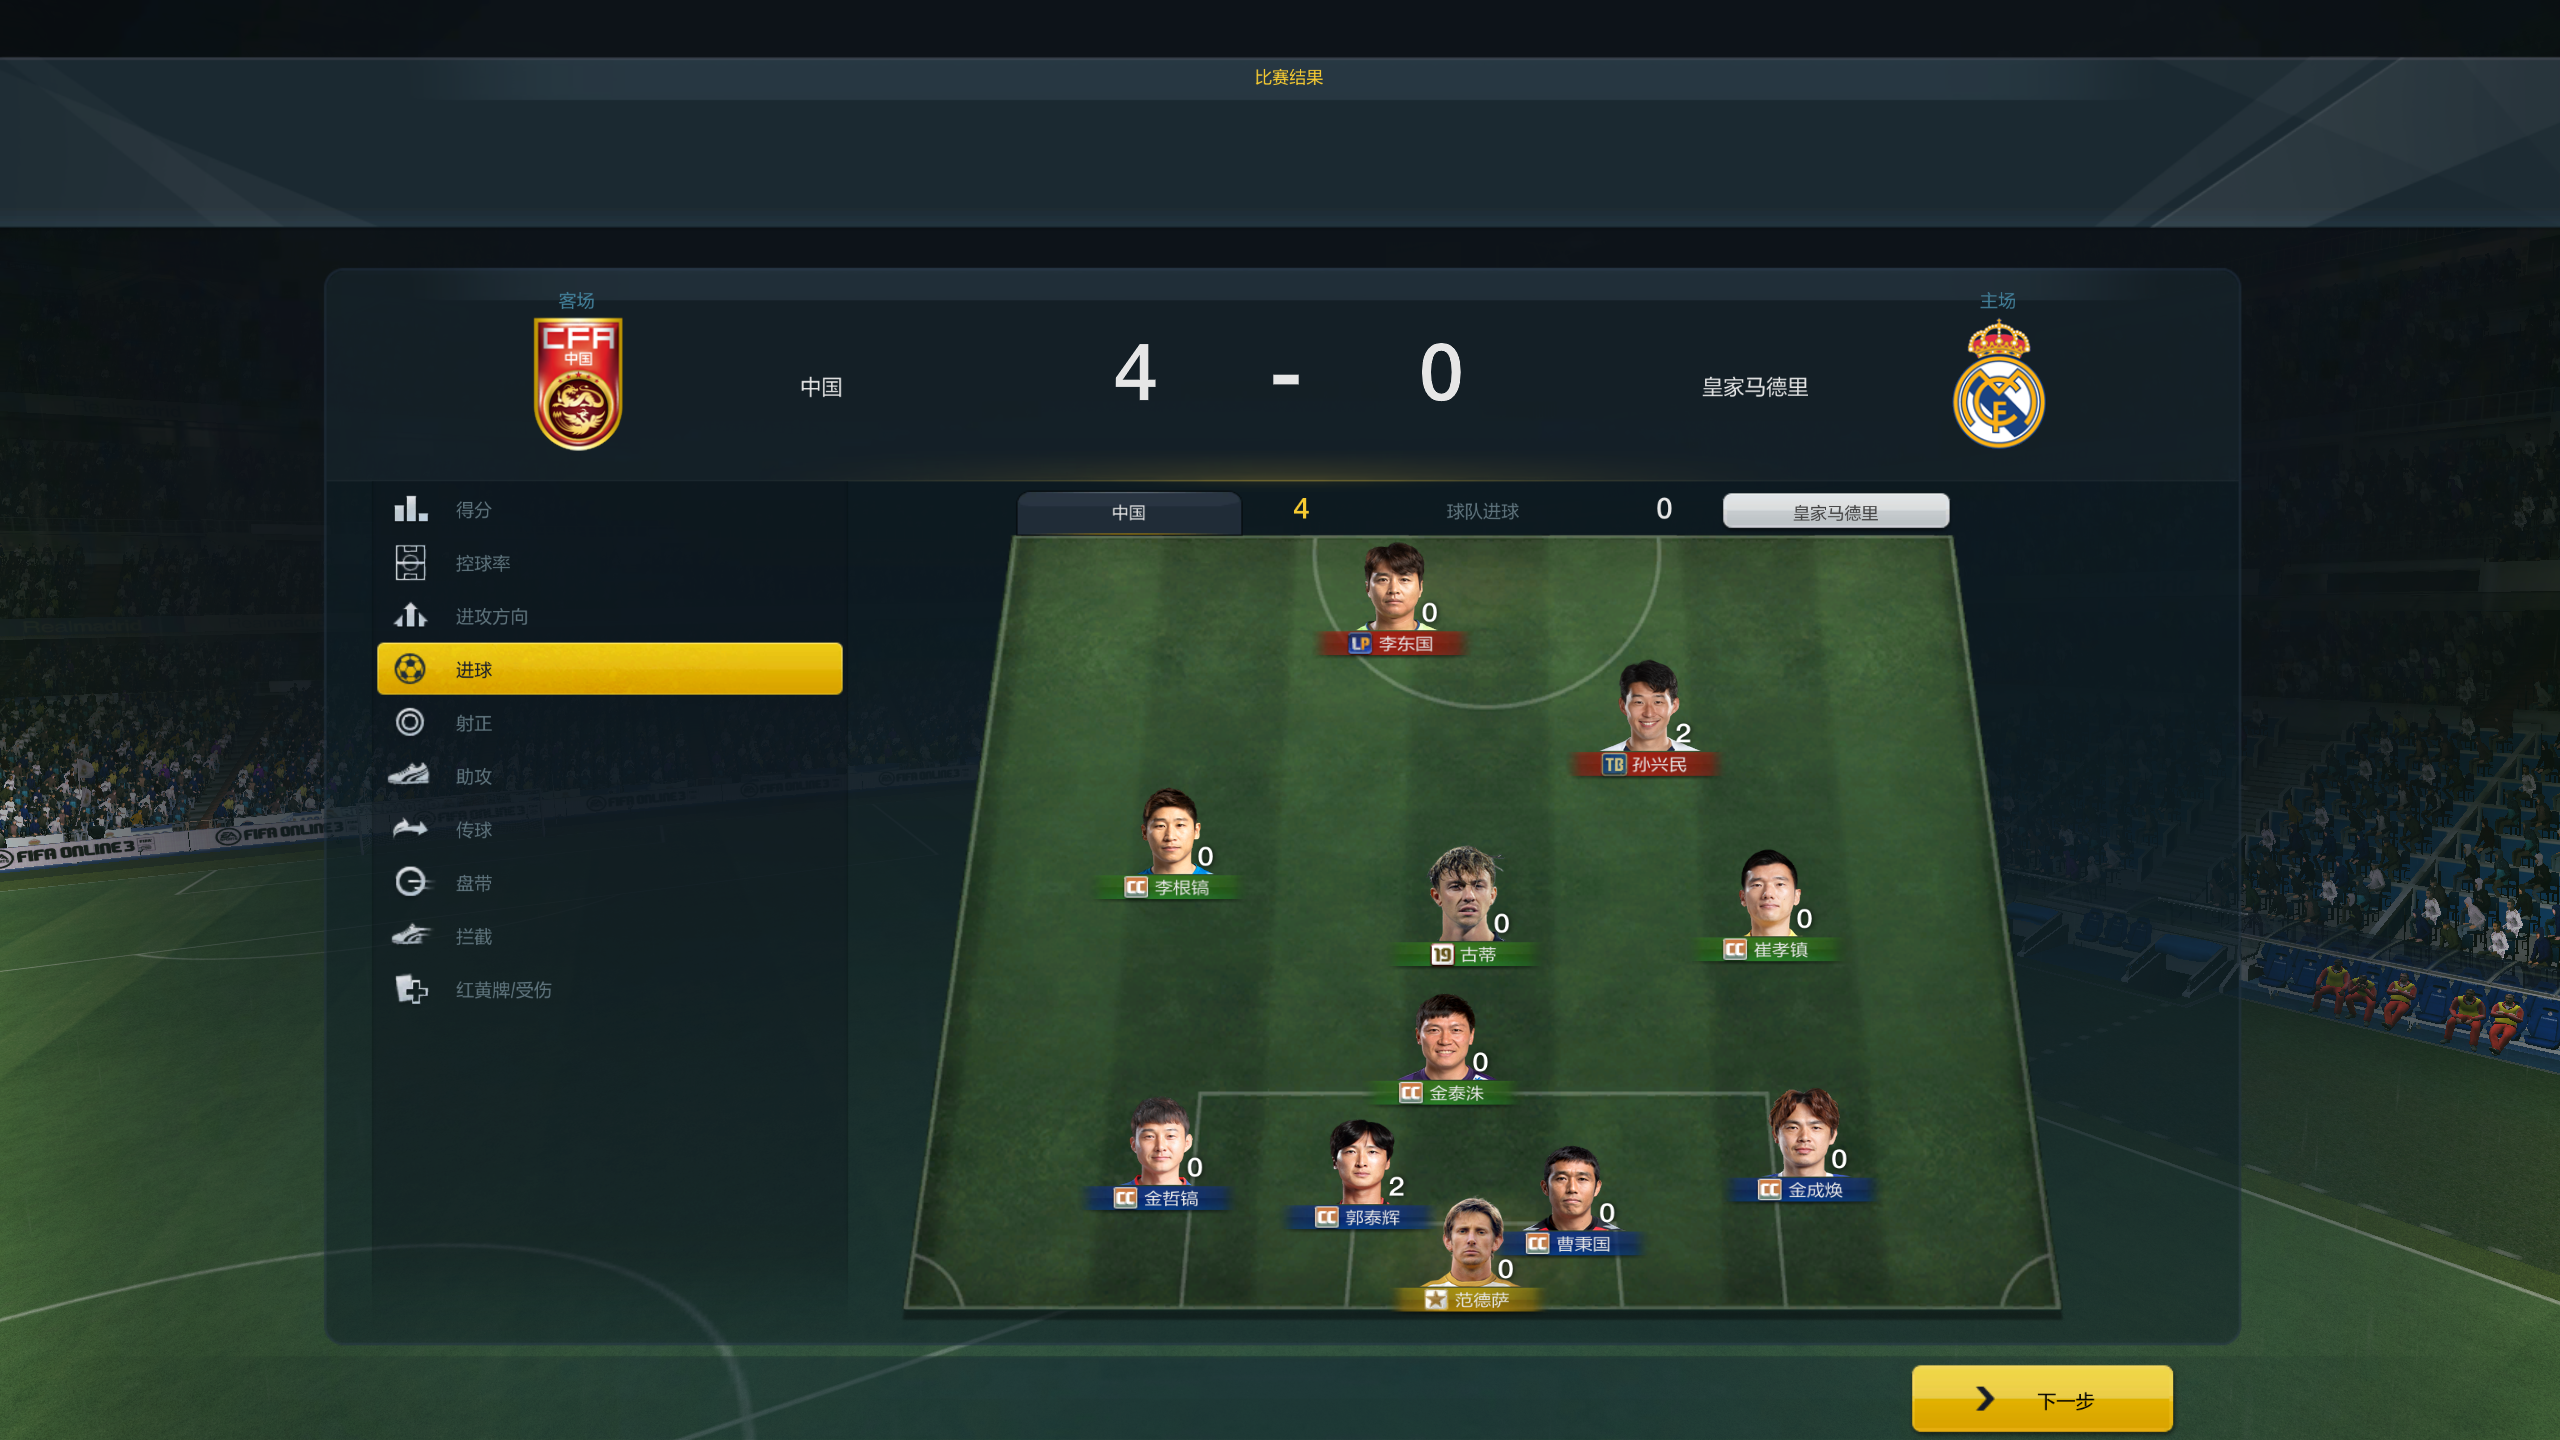 比赛结果
客场
主场
CFA
中国
中国
4 - 0
皇家马德里
得分
控球率
进攻方向
进球
射正
助攻
传球
盘带
拦截
红黄牌/受伤
中国
4
球队进球
0
皇家马德里
0
LP 李东国
2
TB 孙兴民
0
CC 李根镐
0
19 古蒂
0
CC 崔孝镇
0
CC 金泰洙
0
CC 金哲镐
2
CC 郭泰辉
0
CC 曹秉国
0
CC 金成焕
0
范德萨
FIFA ONLINE 3
FIFA ONLINE 3
下一步